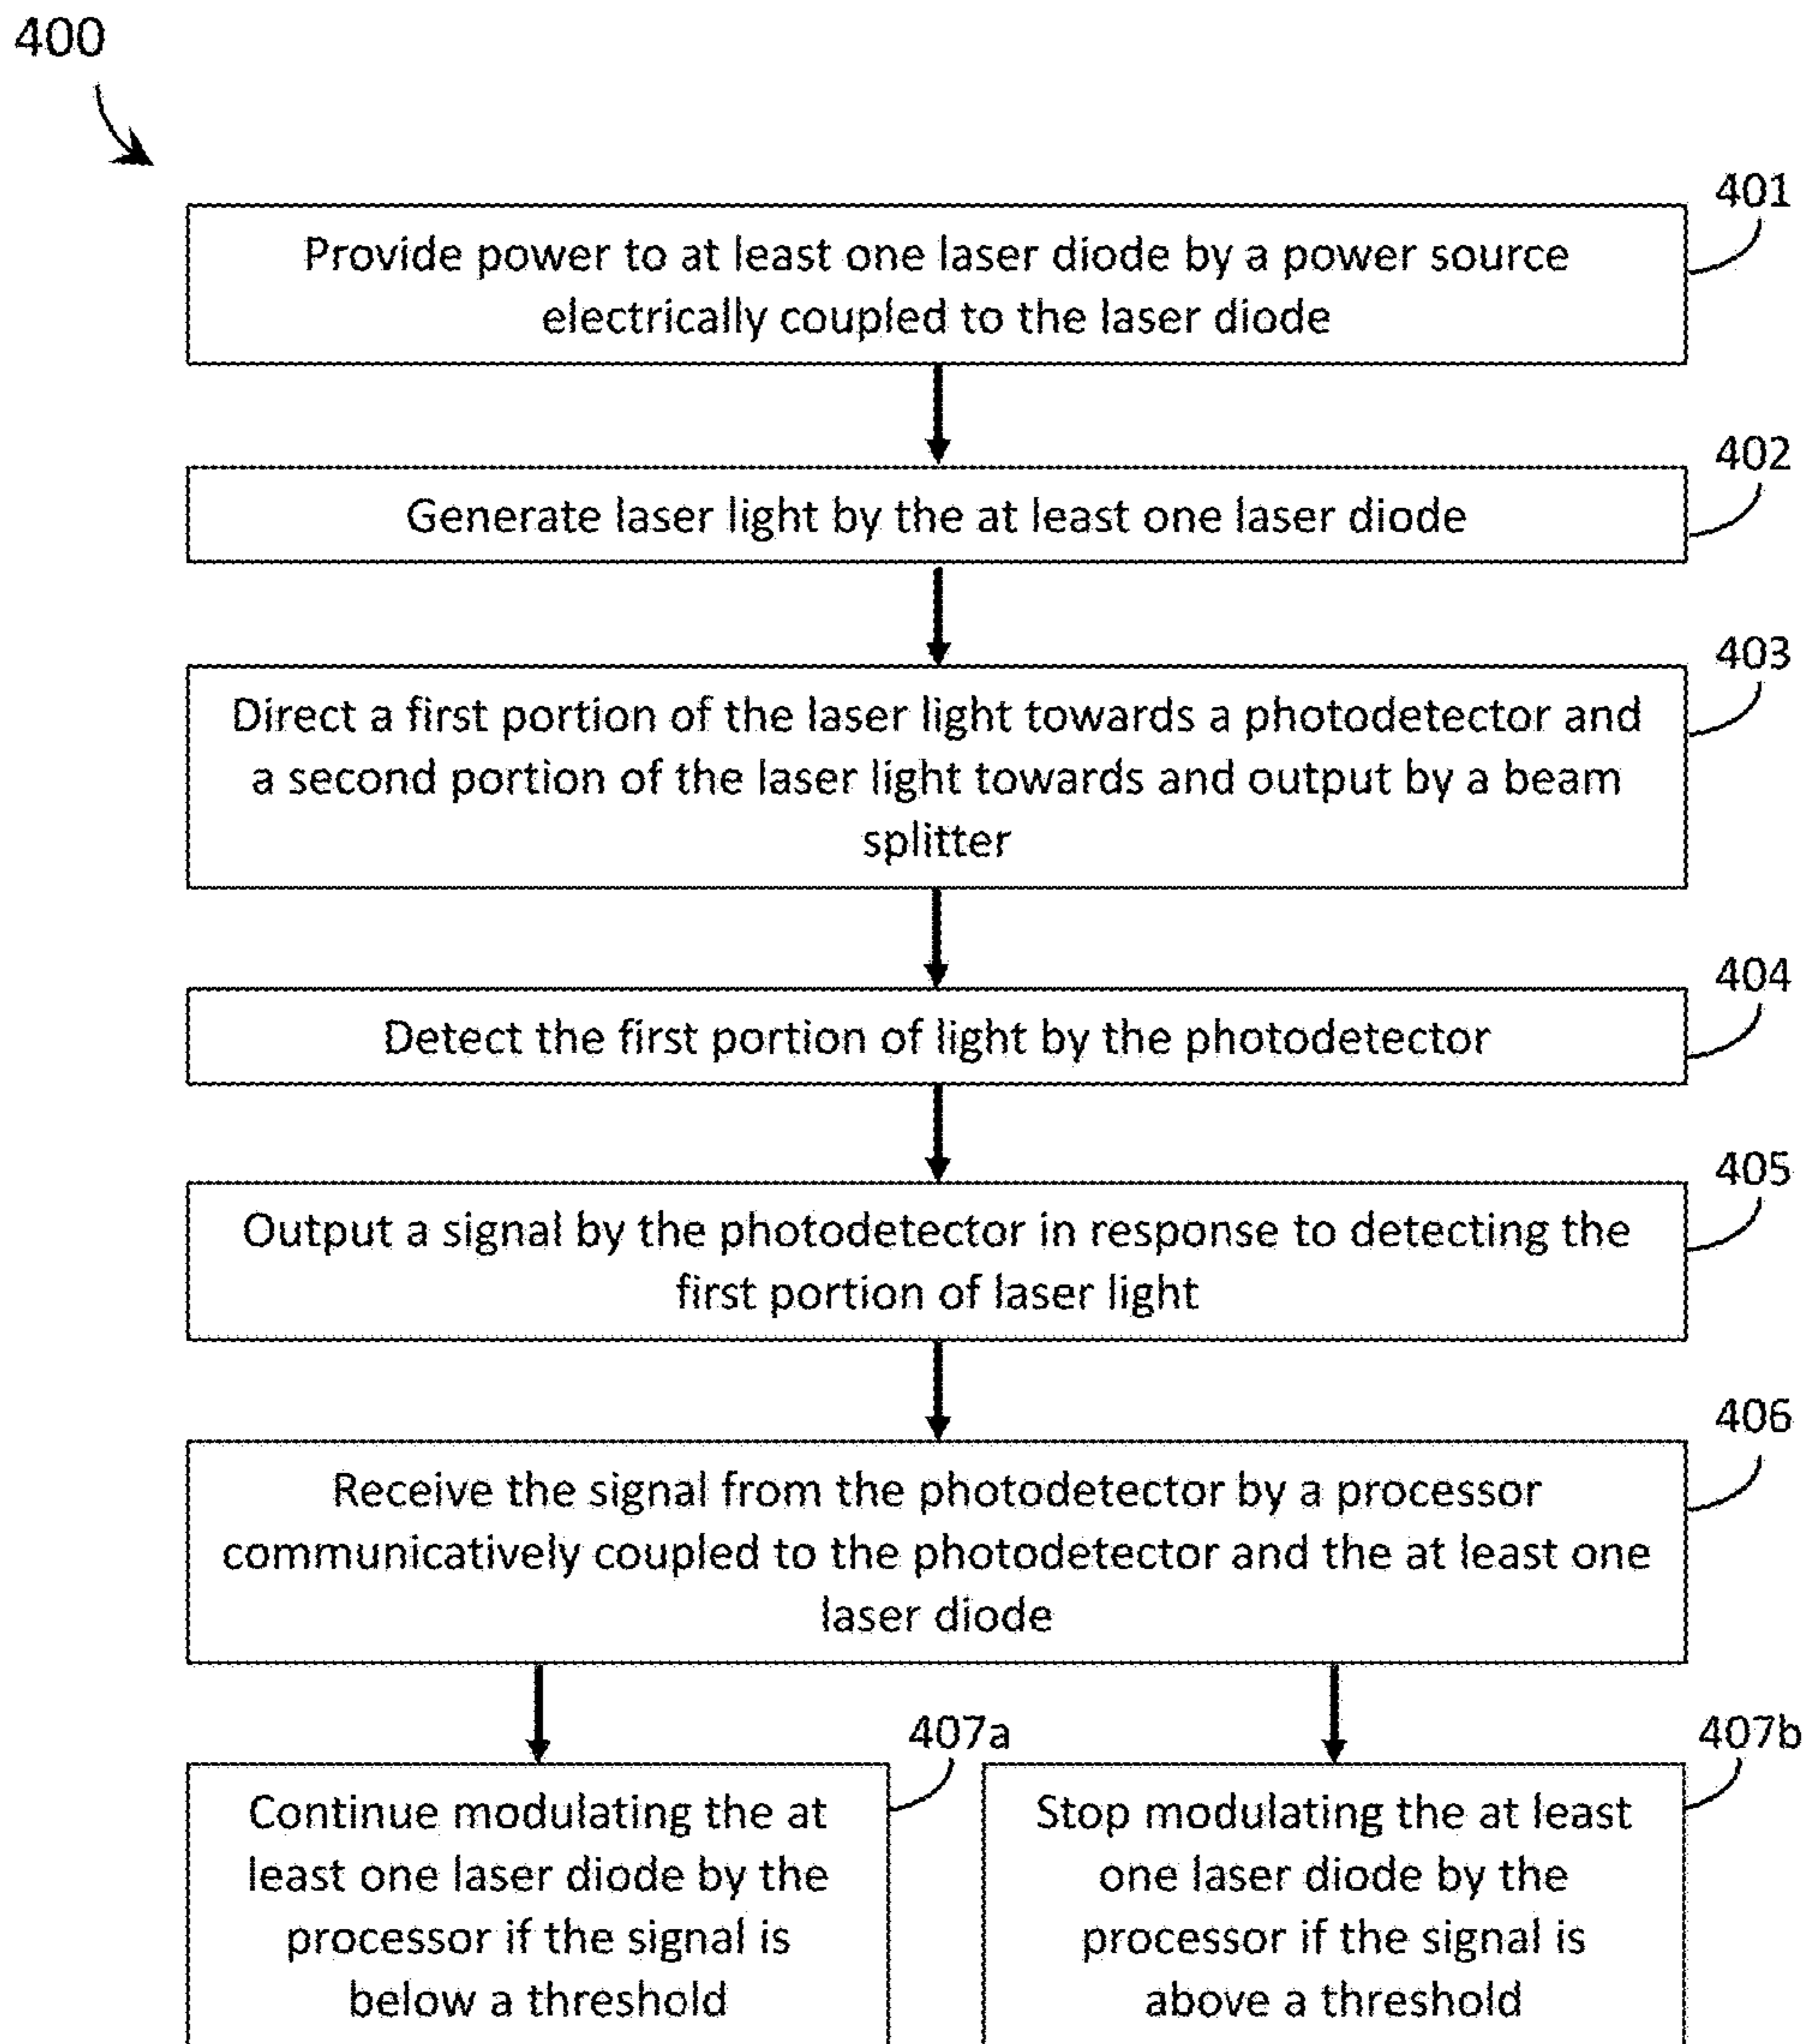 400
401
Provide power to at least one laser diode by a power source
electrically coupled to the laser diode
402
Generate laser light by the at least one laser diode
403
Direct a first portion of the laser light towards a photodetector and
a second portion of the laser light towards and output by a beam
splitter
404
Detect the first portion of light by the photodetector
405
Output a signal by the photodetector in response to detecting the
first portion of laser light
406
Receive the signal from the photodetector by a processor
communicatively coupled to the photodetector and the at least one
laser diode
407a
Continue modulating the at
least one laser diode by the
processor if the signal is
below a threshold
407b
Stop modulating the at least
one laser diode by the
processor if the signal is
above a threshold